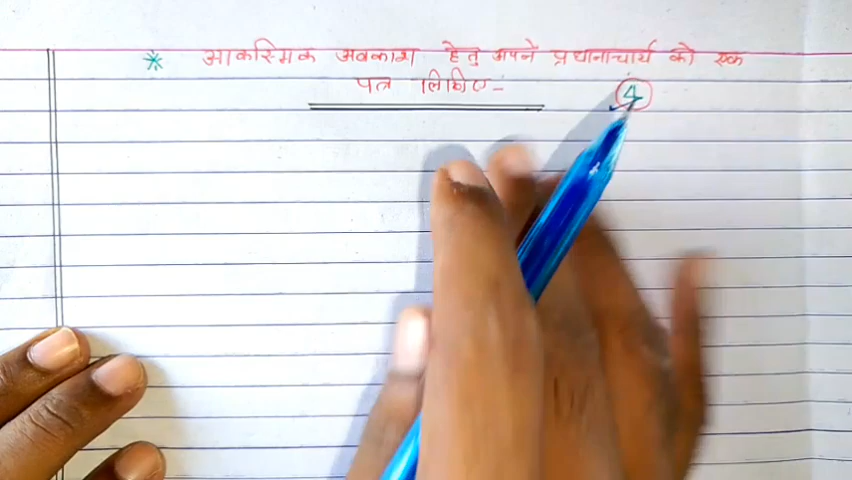 * आकस्मिक अवकाश हेतु अपने प्रधानाचार्य को एक
पत्र लिखिए -
4